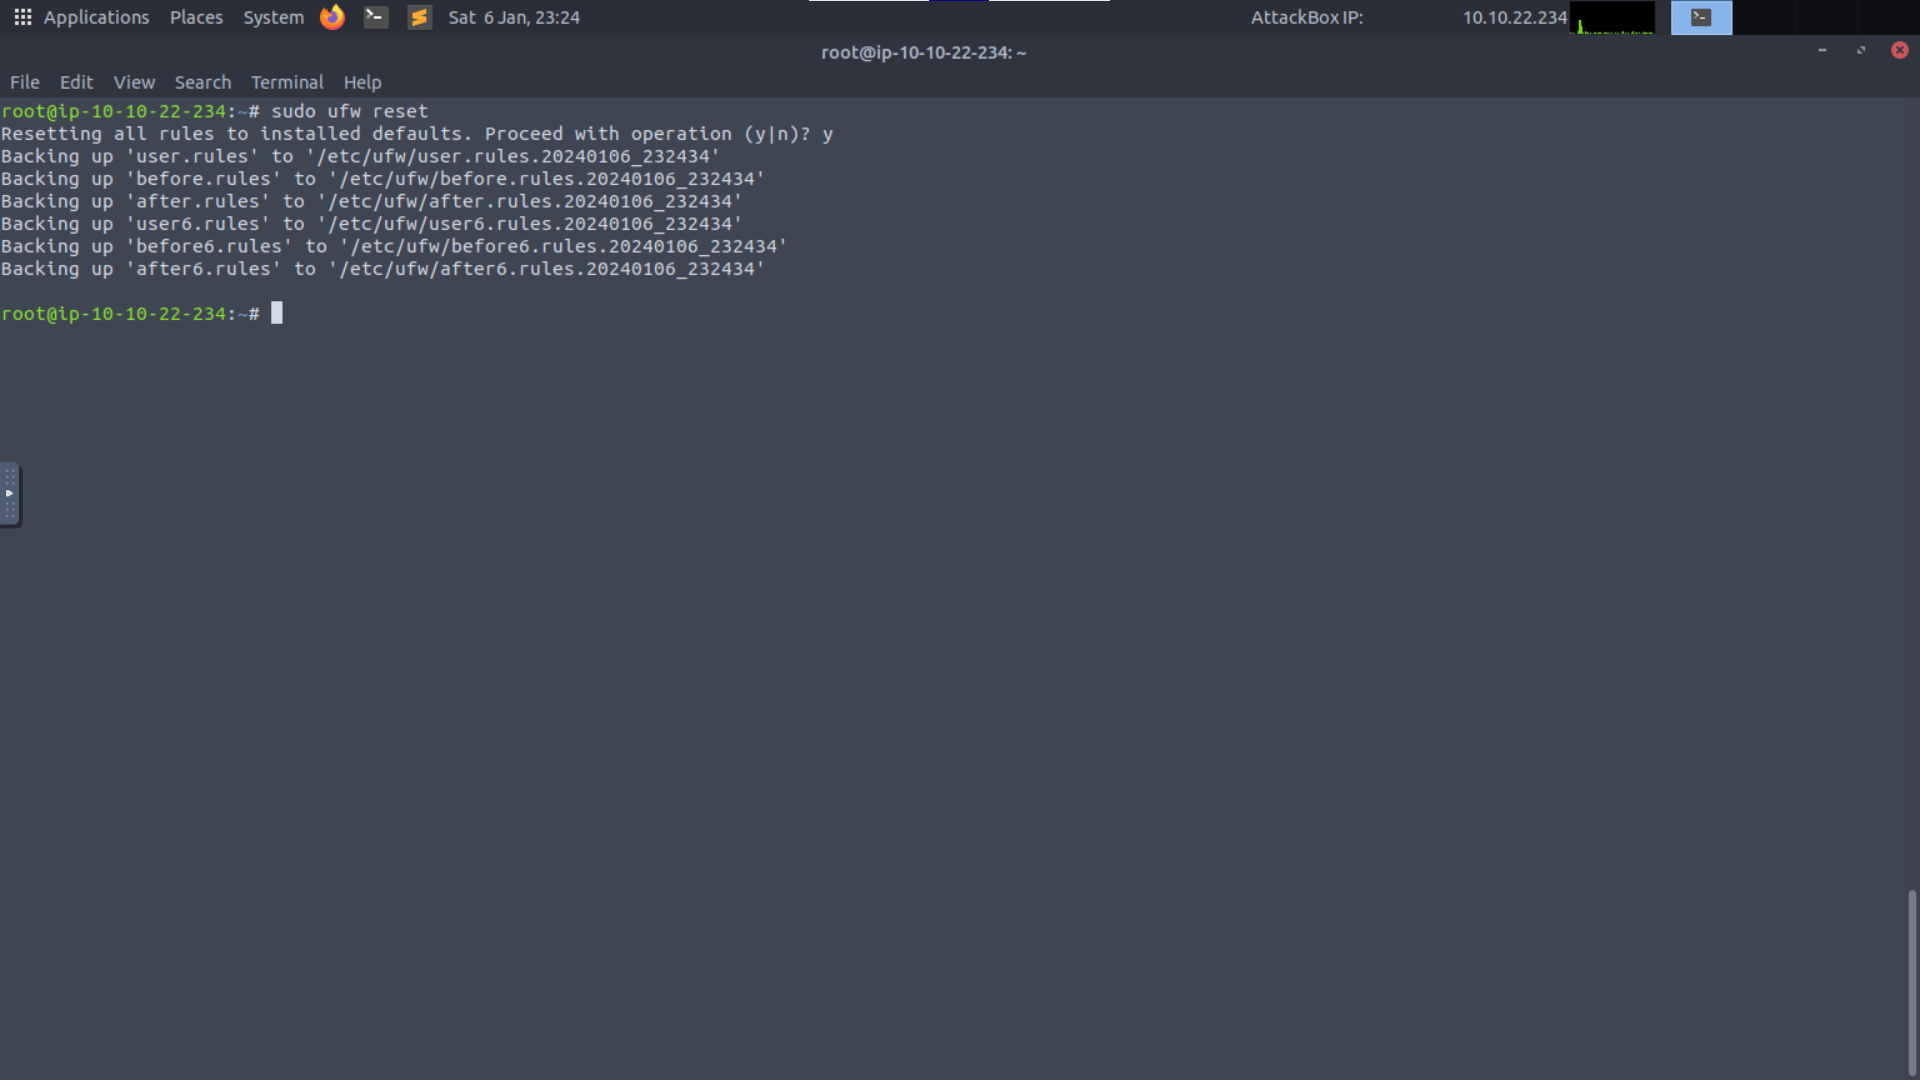 Applications Places System Sat 6 Jan, 23:24 AttackBox IP: 10.10.22.234
root@ip-10-10-22-234: ~
File Edit View Search Terminal Help
root@ip-10-10-22-234:~# sudo ufw reset
Resetting all rules to installed defaults. Proceed with operation (y|n)? y
Backing up 'user.rules' to '/etc/ufw/user.rules.20240106_232434'
Backing up 'before.rules' to '/etc/ufw/before.rules.20240106_232434'
Backing up 'after.rules' to '/etc/ufw/after.rules.20240106_232434'
Backing up 'user6.rules' to '/etc/ufw/user6.rules.20240106_232434'
Backing up 'before6.rules' to '/etc/ufw/before6.rules.20240106_232434'
Backing up 'after6.rules' to '/etc/ufw/after6.rules.20240106_232434'
root@ip-10-10-22-234:~#